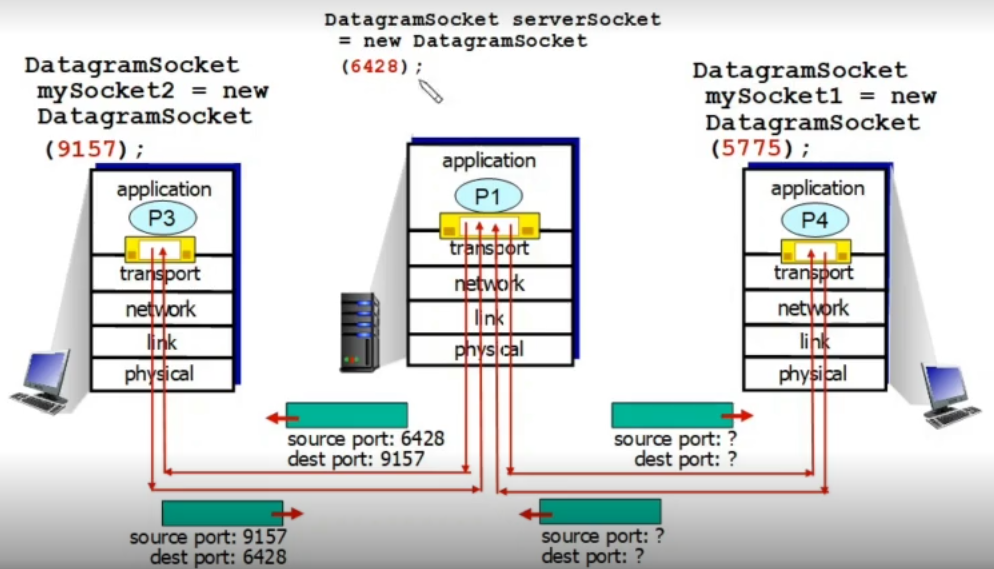 DatagramSocket serverSocket
= new DatagramSocket
(6428);
DatagramSocket
mySocket2 = new
DatagramSocket
(9157);
DatagramSocket
mySocket1 = new
DatagramSocket
(5775);
application
P3
transport
network
link
physical
application
P1
transport
network
link
physical
application
P4
transport
network
link
physical
source port: 6428
dest port: 9157
source port: ?
dest port: ?
source port: 9157
dest port: 6428
source port: ?
dest port: ?